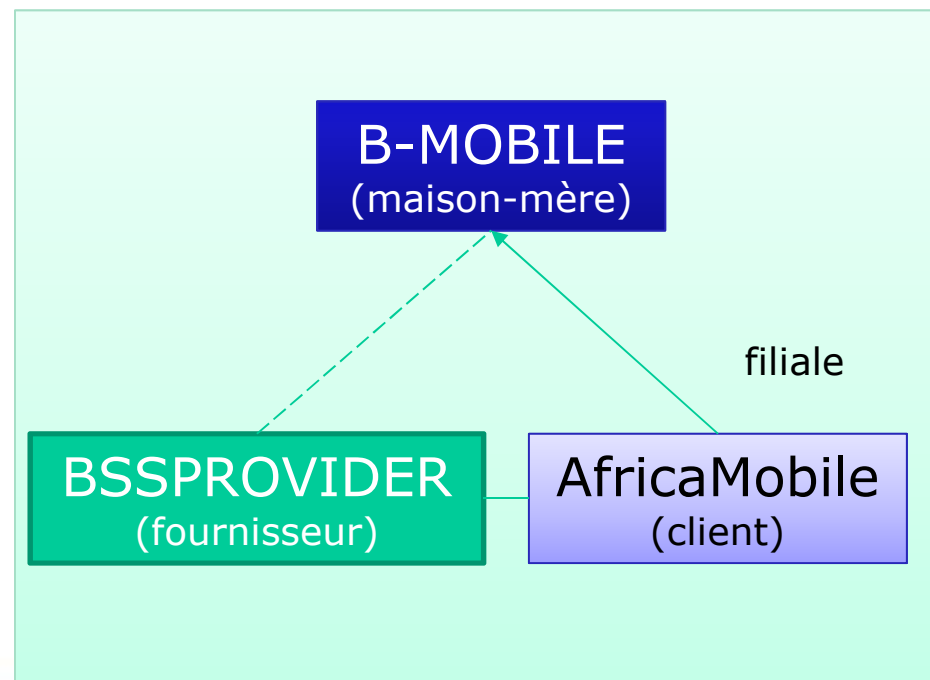 B-MOBILE
(maison-mère)
filiale
BSSPROVIDER
(fournisseur)
AfricaMobile
(client)